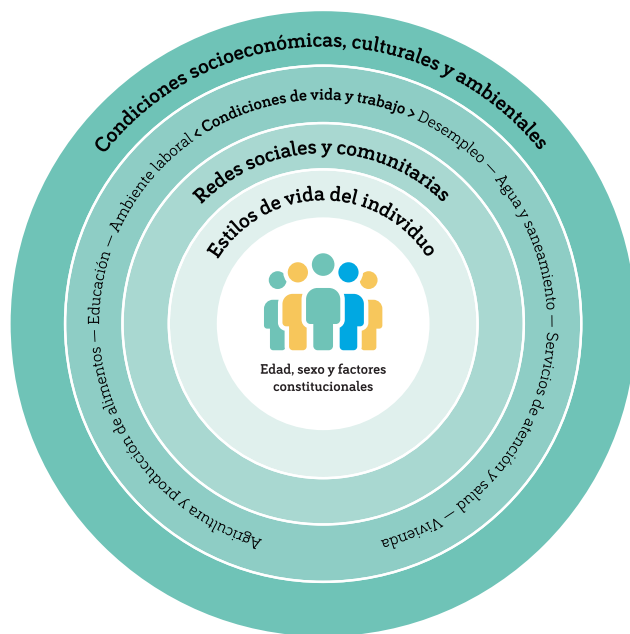 Condiciones socioeconómicas, culturales y ambientales
Agricultura y producción de alimentos — Educación — Ambiente laboral < Condiciones de vida y trabajo > Desempleo — Agua y saneamiento — Servicios de atención y salud — Vivienda
Redes sociales y comunitarias
Estilos de vida del individuo
Edad, sexo y factores
constitucionales